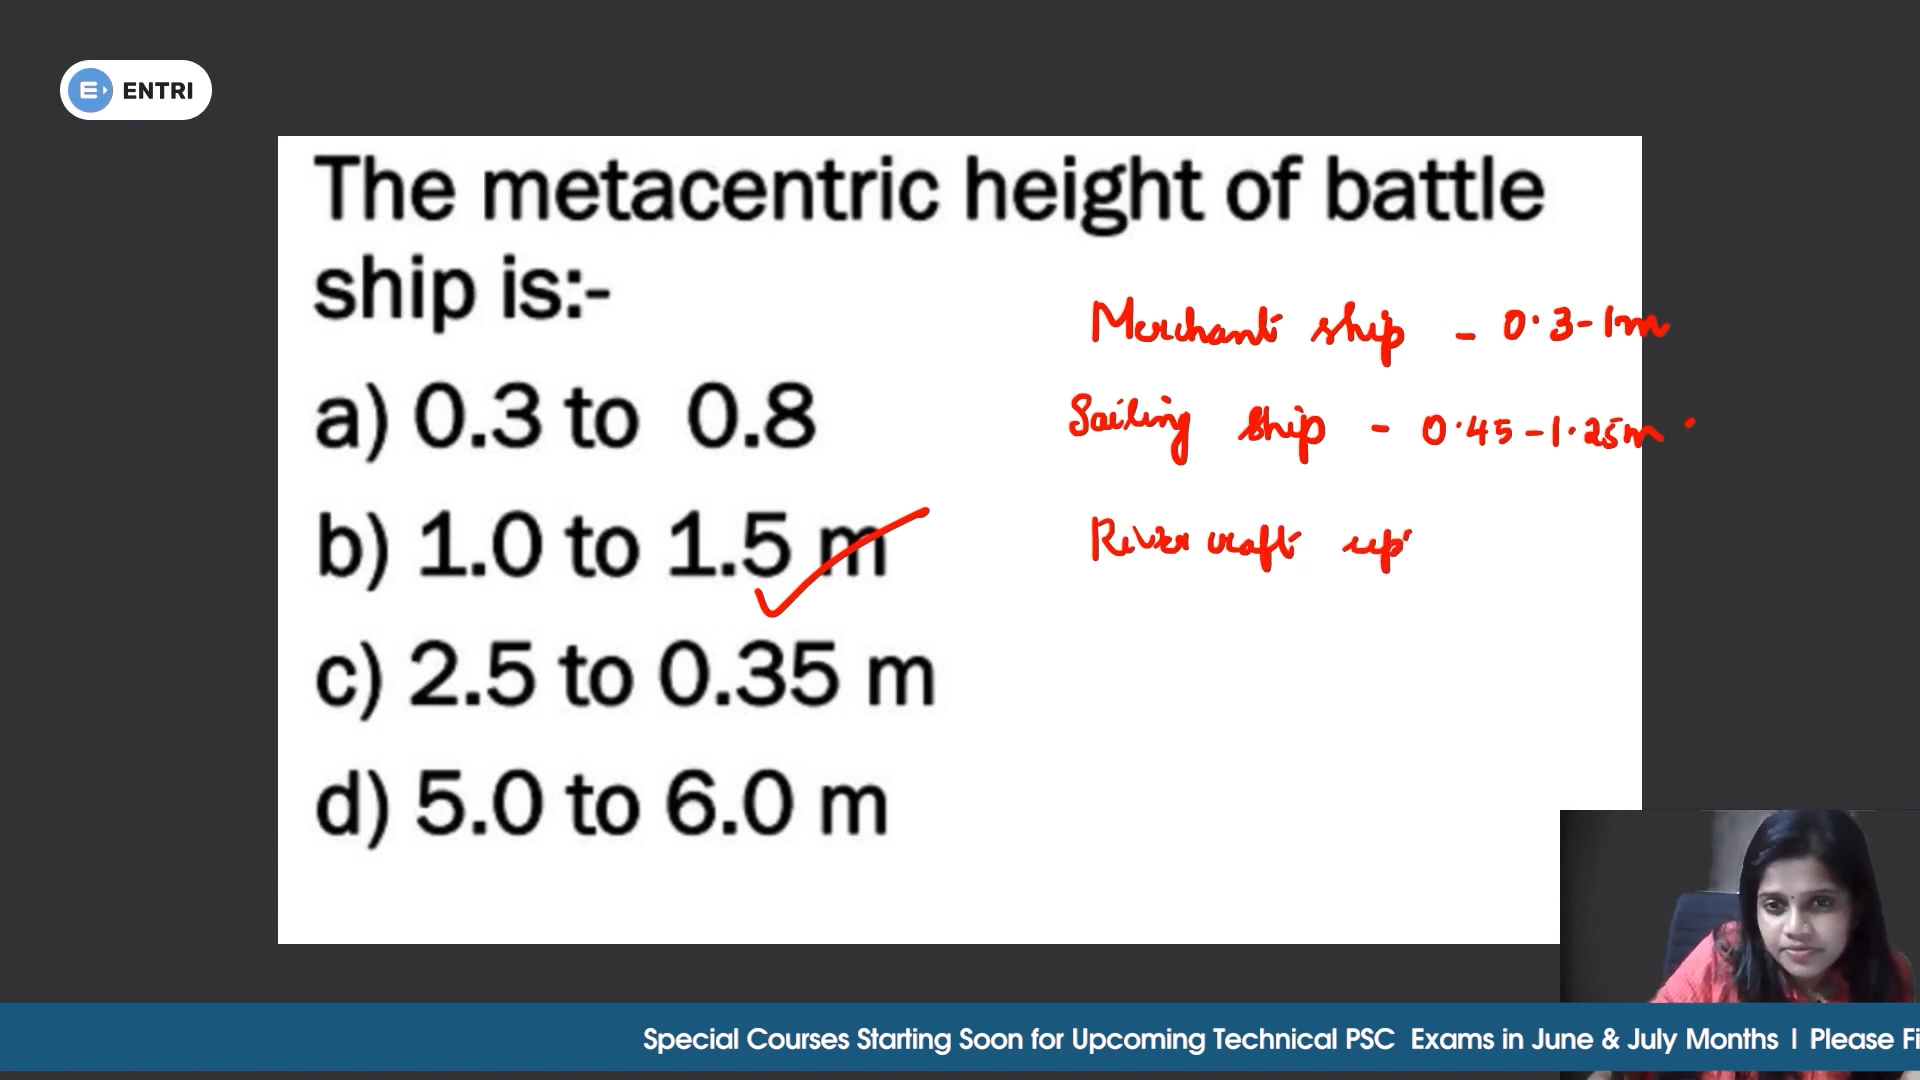 ENTRI
The metacentric height of battle
ship is:-
a) 0.3 to 0.8
b) 1.0 to 1.5 m
c) 2.5 to 0.35 m
d) 5.0 to 6.0 m
Merchant ship - 0.3-1m
Sailing ship - 0.45-1.25m.
River craft up
Special Courses Starting Soon for Upcoming Technical PSC Exams in June & July Months | Please Fi